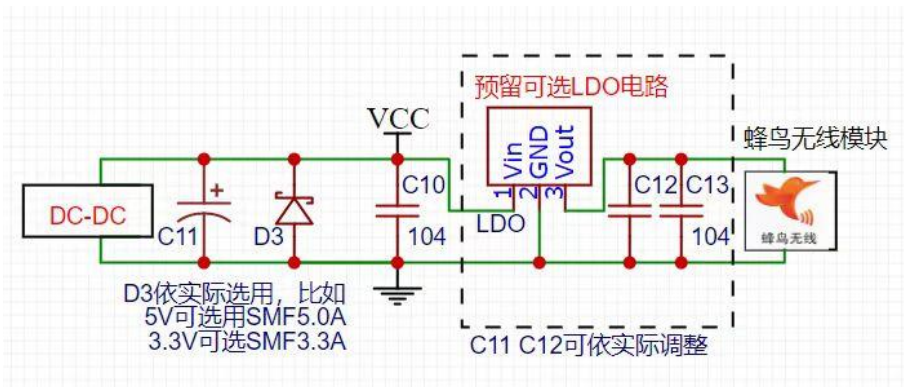 预留可选LDO电路
VCC
蜂鸟无线模块
Vin
GND
Vout
1
2
3
LDO
DC-DC
C11
D3
C10
104
C12
C13
104
蜂鸟无线
D3依实际选用，比如
5V可选用SMF5.0A
3.3V可选SMF3.3A
C11 C12可依实际调整